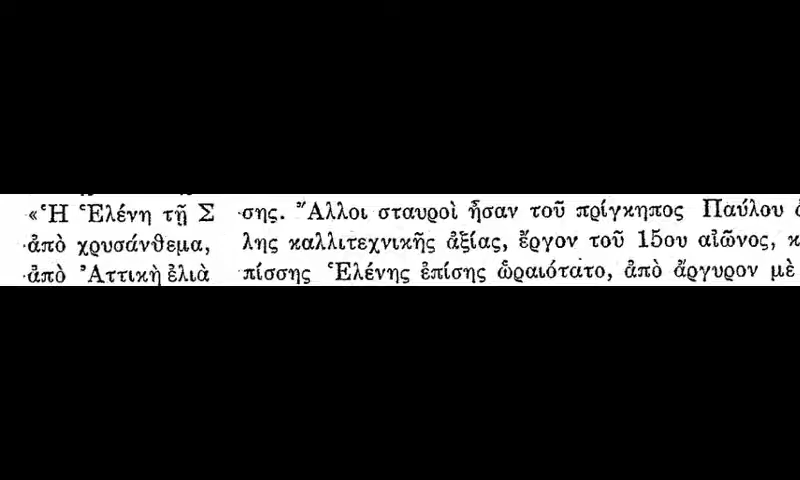 «Ἡ Ἑλένη τῇ Σ
ἀπὸ χρυσάνθεμα,
ἀπὸ Ἀττικὴ ἐλιὰ
σης. Ἄλλοι σταυροὶ ἦσαν τοῦ πρίγκηπος Παύλου
λης καλλιτεχνικῆς ἀξίας, ἔργον τοῦ 15ου αἰῶνος, κ
πίσσης Ἑλένης ἐπίσης ὡραιότατο, ἀπὸ ἄργυρον μὲ